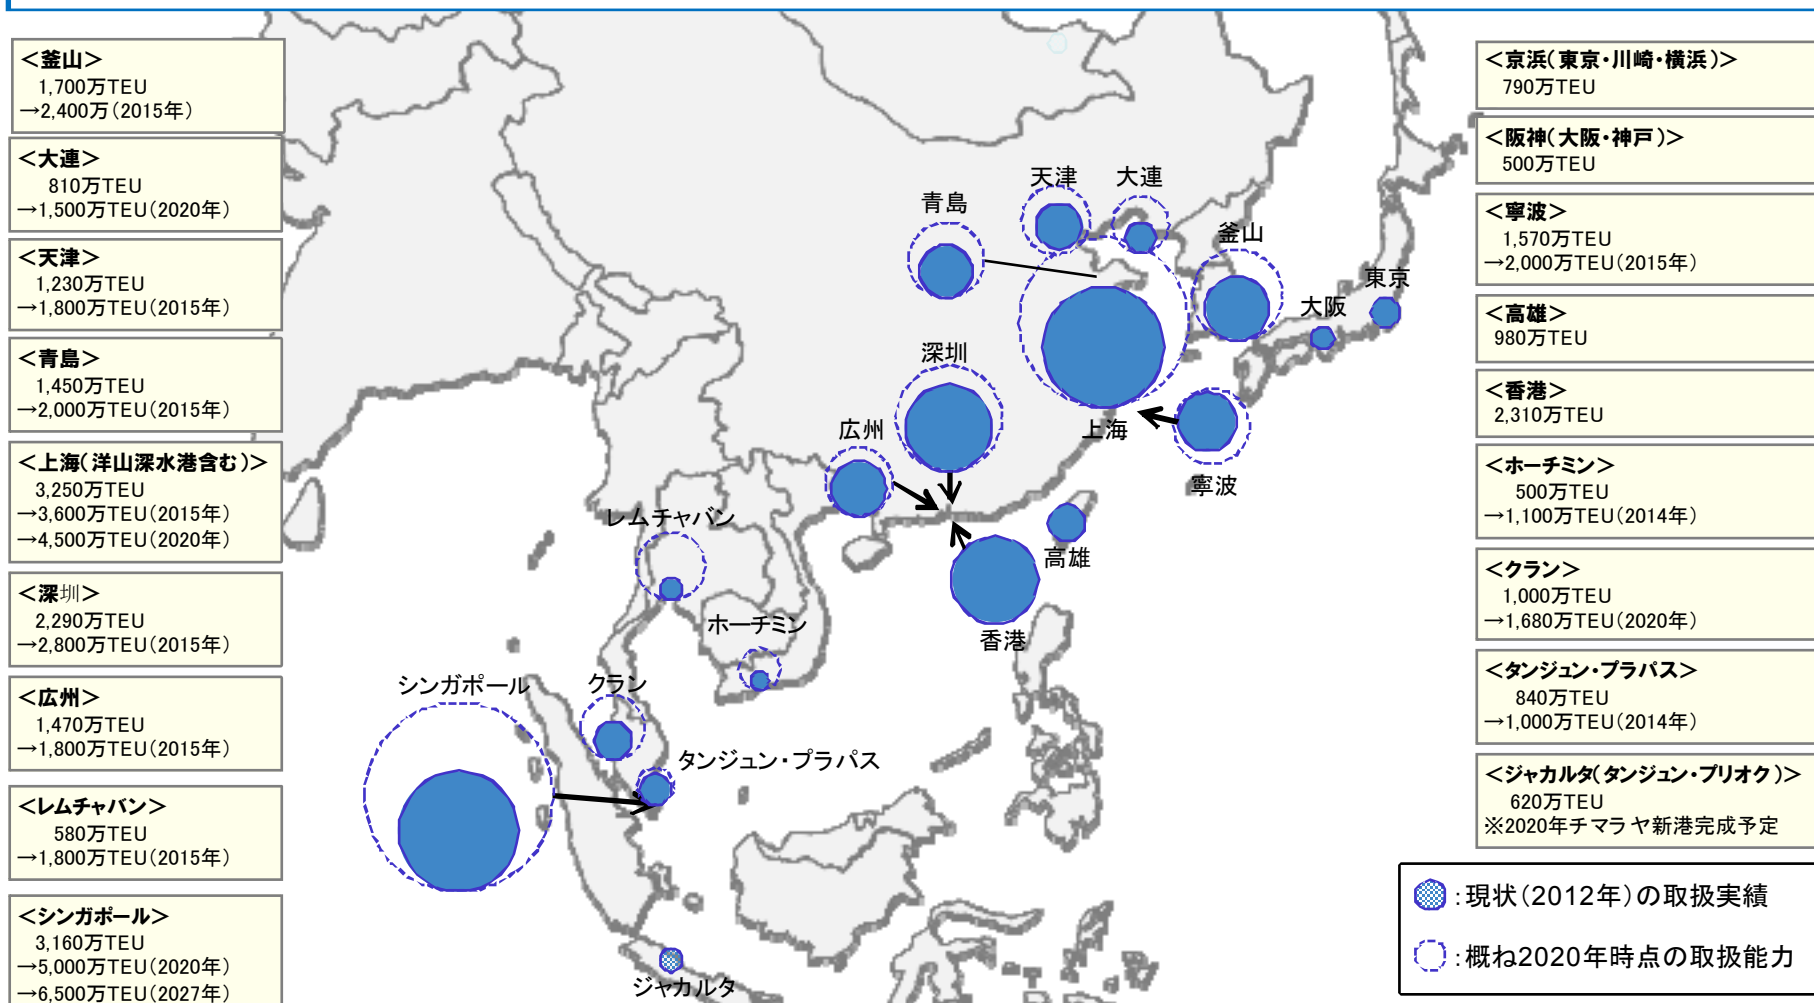 <釜山>
1,700万TEU
→2,400万(2015年)
<大連>
810万TEU
→1,500万TEU(2020年)
<天津>
1,230万TEU
→1,800万TEU(2015年)
<青島>
1,450万TEU
→2,000万TEU(2015年)
<上海(洋山深水港含む)>
3,250万TEU
→3,600万TEU(2015年)
→4,500万TEU(2020年)
<深圳>
2,290万TEU
→2,800万TEU(2015年)
<広州>
1,470万TEU
→1,800万TEU(2015年)
<レムチャバン>
580万TEU
→1,800万TEU(2015年)
<シンガポール>
3,160万TEU
→5,000万TEU(2020年)
→6,500万TEU(2027年)
天津
大連
青島
釜山
東京
大阪
深圳
上海
広州
寧波
レムチャバン
高雄
ホーチミン
香港
シンガポール
クラン
タンジュン・プラパス
ジャカルタ
<京浜(東京・川崎・横浜)>
790万TEU
<阪神(大阪・神戸)>
500万TEU
<寧波>
1,570万TEU
→2,000万TEU(2015年)
<高雄>
980万TEU
<香港>
2,310万TEU
<ホーチミン>
500万TEU
→1,100万TEU(2014年)
<クラン>
1,000万TEU
→1,680万TEU(2020年)
<タンジュン・プラパス>
840万TEU
→1,000万TEU(2014年)
<ジャカルタ(タンジュン・プリオク)>
620万TEU
※2020年チマラヤ新港完成予定
:現状(2012年)の取扱実績
:概ね2020年時点の取扱能力